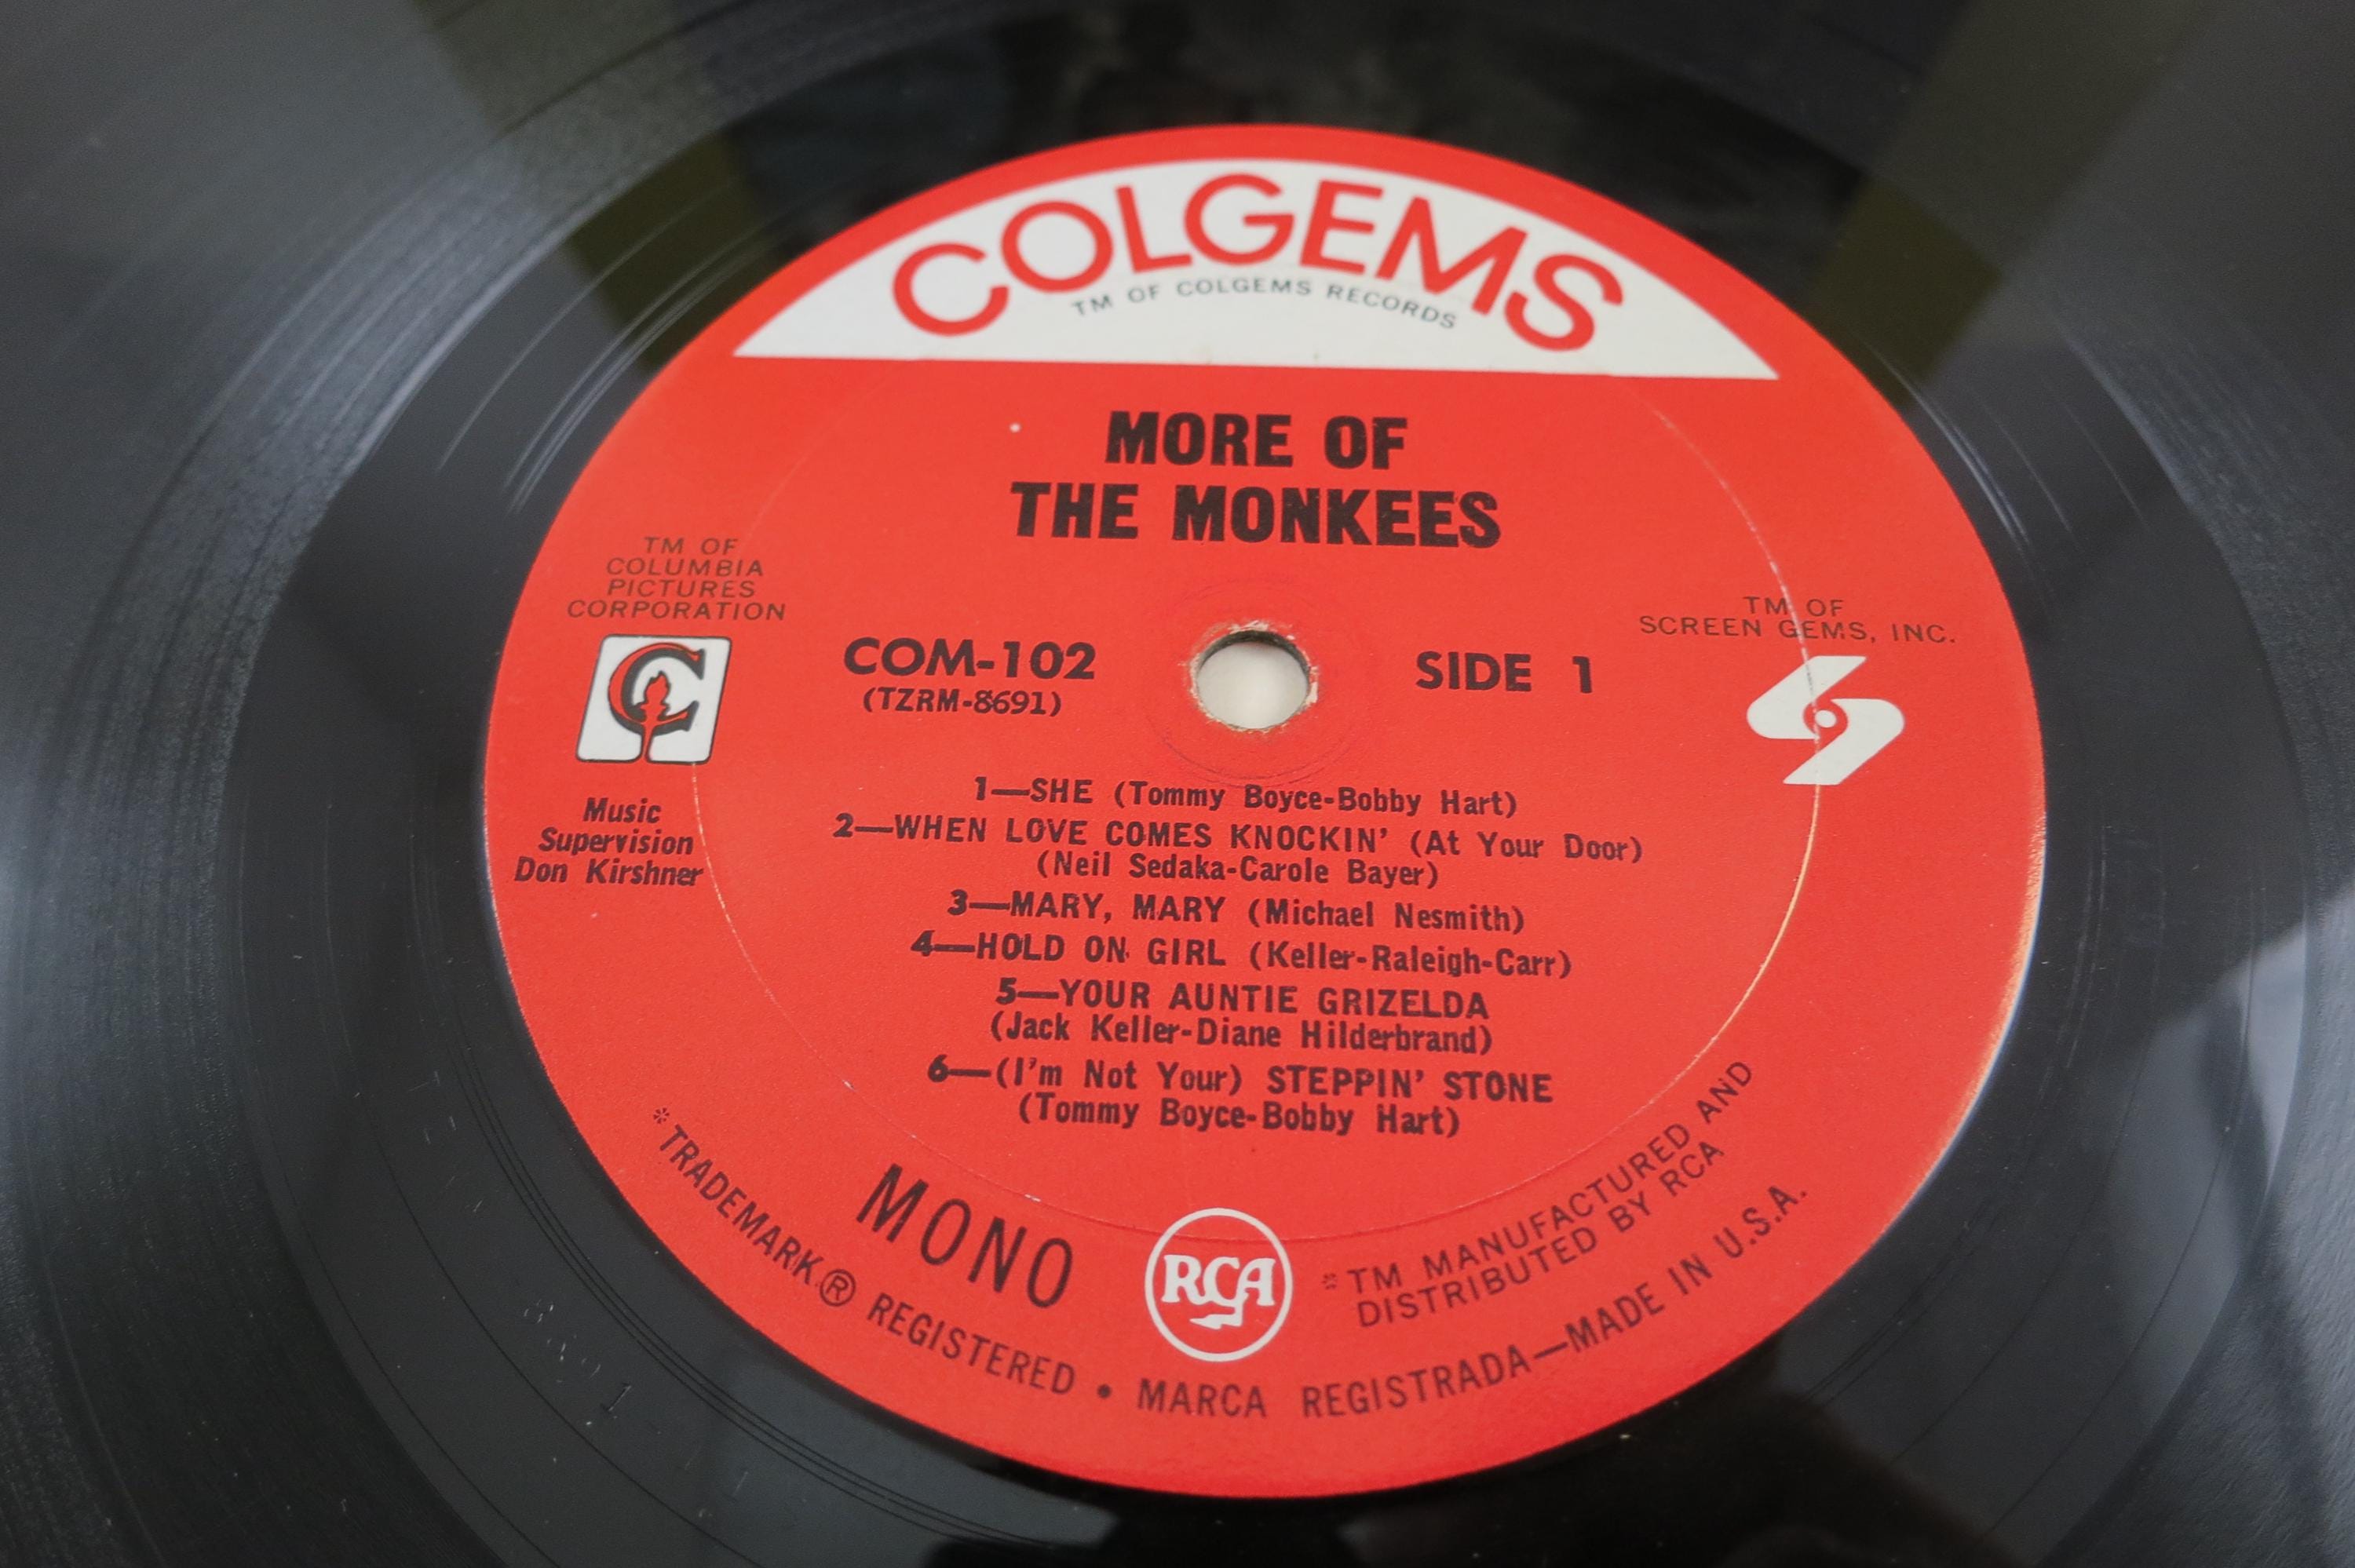 COLGEMS
TM OF COLGEMS RECORDS
MORE OF
THE MONKEES
TM OF
COLUMBIA
PICTURES
CORPORATION
C
Music
Supervision
Don Kirshner
COM-102
(TZRM-8691)
SIDE 1
TM OF
SCREEN GEMS, INC.
S
1—SHE (Tommy Boyce-Bobby Hart)
2—WHEN LOVE COMES KNOCKIN' (At Your Door)
(Neil Sedaka-Carole Bayer)
3—MARY, MARY (Michael Nesmith)
4—HOLD ON GIRL (Keller-Raleigh-Carr)
5—YOUR AUNTIE GRIZELDA
(Jack Keller-Diane Hilderbrand)
6—(I'm Not Your) STEPPIN' STONE
(Tommy Boyce-Bobby Hart)
MONO
RCA
*TM MANUFACTURED AND
DISTRIBUTED BY RCA
*TRADEMARK ® REGISTERED • MARCA REGISTRADA—MADE IN U.S.A.